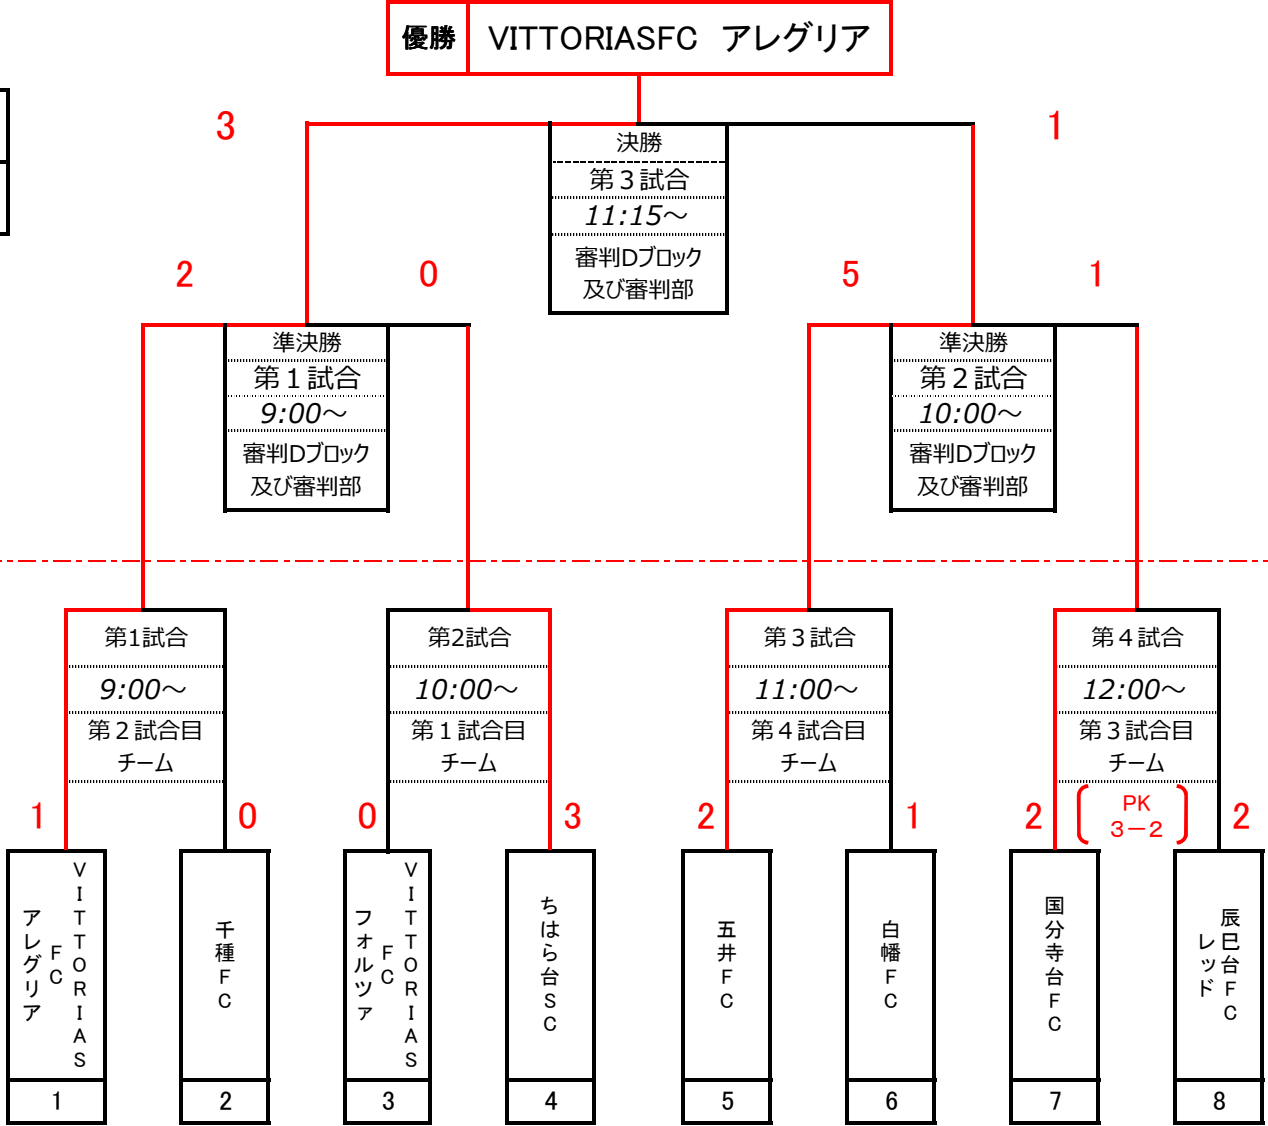 優勝 VITTORIASFC アレグリア
3 1
決勝
第3試合
11:15～
審判Dブロック
及び審判部
2 0 5 1
準決勝
第1試合
9:00～
審判Dブロック
及び審判部
準決勝
第2試合
10:00～
審判Dブロック
及び審判部
第1試合
9:00～
第2試合目
チーム
第2試合
10:00～
第1試合目
チーム
第3試合
11:00～
第4試合目
チーム
第4試合
12:00～
第3試合目
チーム
1 0 0 3 2 1 2 PK 2
3－2
VITTORIAS
FC
アレグリア
千種FC
VITTORIAS
FC
フォルツァ
ちはら台SC
五井FC
白幡FC
国分寺台FC
辰巳台FC
レッド
1 2 3 4 5 6 7 8